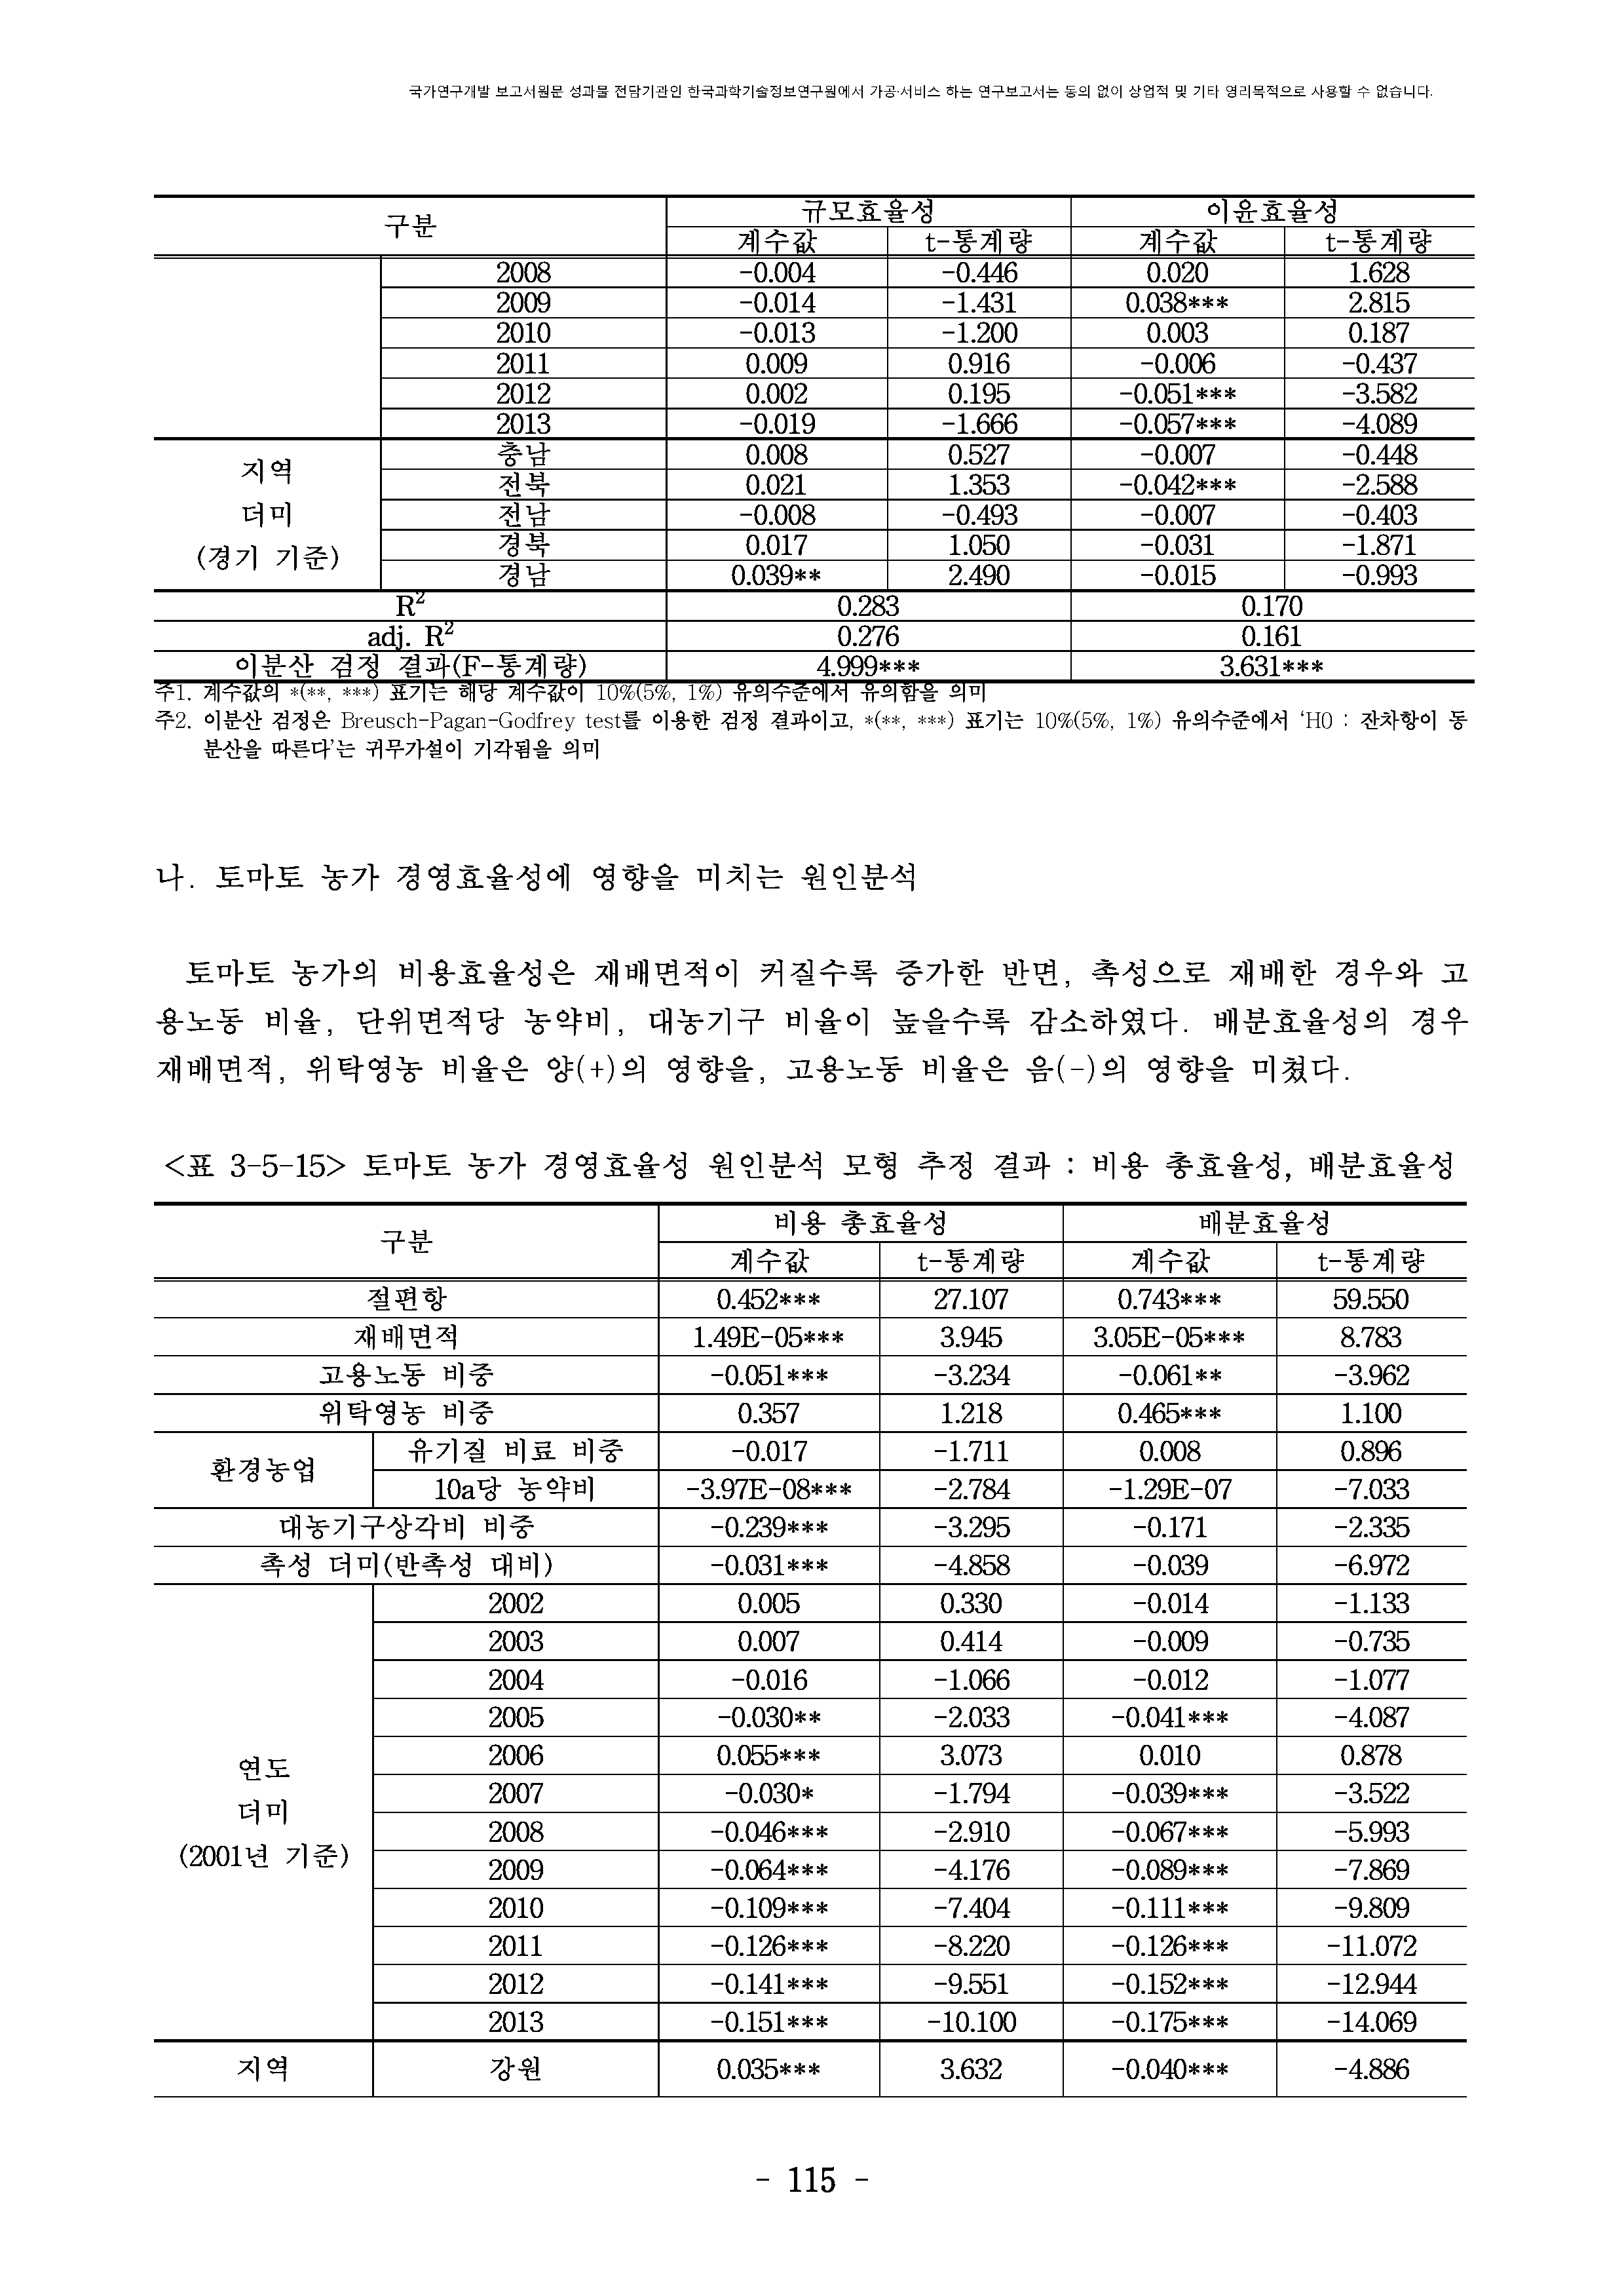 국가연구개발 보고서원문 성과물 전담기관인 한국과학기술정보연구원에서 가공·서비스 하는 연구보고서는 동의 없이 상업적 및 기타 영리목적으로 사용할 수 없습니다.
구분 규모효율성 이윤효율성
계수값 t-통계량 계수값 t-통계량
2008 -0.004 -0.446 0.020 1.628
2009 -0.014 -1.431 0.038*** 2.815
2010 -0.013 -1.200 0.003 0.187
2011 0.009 0.916 -0.006 -0.437
2012 0.002 0.195 -0.051*** -3.582
2013 -0.019 -1.666 -0.057*** -4.089
지역
더미
(경기 기준)
충남 0.008 0.527 -0.007 -0.448
전북 0.021 1.353 -0.042*** -2.588
전남 -0.008 -0.493 -0.007 -0.403
경북 0.017 1.050 -0.031 -1.871
경남 0.039** 2.490 -0.015 -0.993
R² 0.283 0.170
adj. R² 0.276 0.161
이분산 검정 결과(F-통계량) 4.999*** 3.631***
주1. 계수값의 *(**, ***) 표기는 해당 계수값이 10%(5%, 1%) 유의수준에서 유의함을 의미
주2. 이분산 검정은 Breusch-Pagan-Godfrey test를 이용한 검정 결과이고, *(**, ***) 표기는 10%(5%, 1%) 유의수준에서 ‘H0 : 잔차항이 동
분산을 따른다’는 귀무가설이 기각됨을 의미
나. 토마토 농가 경영효율성에 영향을 미치는 원인분석
토마토 농가의 비용효율성은 재배면적이 커질수록 증가한 반면, 촉성으로 재배한 경우와 고
용노동 비율, 단위면적당 농약비, 대농기구 비율이 높을수록 감소하였다. 배분효율성의 경우
재배면적, 위탁영농 비율은 양(+)의 영향을, 고용노동 비율은 음(-)의 영향을 미쳤다.
<표 3-5-15> 토마토 농가 경영효율성 원인분석 모형 추정 결과 : 비용 총효율성, 배분효율성
구분 비용 총효율성 배분효율성
계수값 t-통계량 계수값 t-통계량
절편항 0.452*** 27.107 0.743*** 59.550
재배면적 1.49E-05*** 3.945 3.05E-05*** 8.783
고용노동 비중 -0.051*** -3.234 -0.061** -3.962
위탁영농 비중 0.357 1.218 0.465*** 1.100
환경농업
유기질 비료 비중 -0.017 -1.711 0.008 0.896
10a당 농약비 -3.97E-08*** -2.784 -1.29E-07 -7.033
대농기구상각비 비중 -0.239*** -3.295 -0.171 -2.335
촉성 더미(반촉성 대비) -0.031*** -4.858 -0.039 -6.972
연도
더미
(2001년 기준)
2002 0.005 0.330 -0.014 -1.133
2003 0.007 0.414 -0.009 -0.735
2004 -0.016 -1.066 -0.012 -1.077
2005 -0.030** -2.033 -0.041*** -4.087
2006 0.055*** 3.073 0.010 0.878
2007 -0.030* -1.794 -0.039*** -3.522
2008 -0.046*** -2.910 -0.067*** -5.993
2009 -0.064*** -4.176 -0.089*** -7.869
2010 -0.109*** -7.404 -0.111*** -9.809
2011 -0.126*** -8.220 -0.126*** -11.072
2012 -0.141*** -9.551 -0.152*** -12.944
2013 -0.151*** -10.100 -0.175*** -14.069
지역 강원 0.035*** 3.632 -0.040*** -4.886
- 115 -